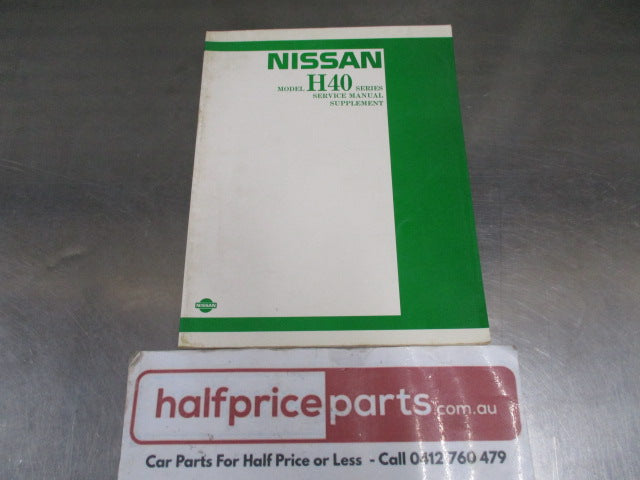 NISSAN
MODEL H40 SERIES
SERVICE MANUAL
SUPPLEMENT
NISSAN
halfpriceparts.com.au
Car Parts For Half Price or Less - Call 0412 760 479